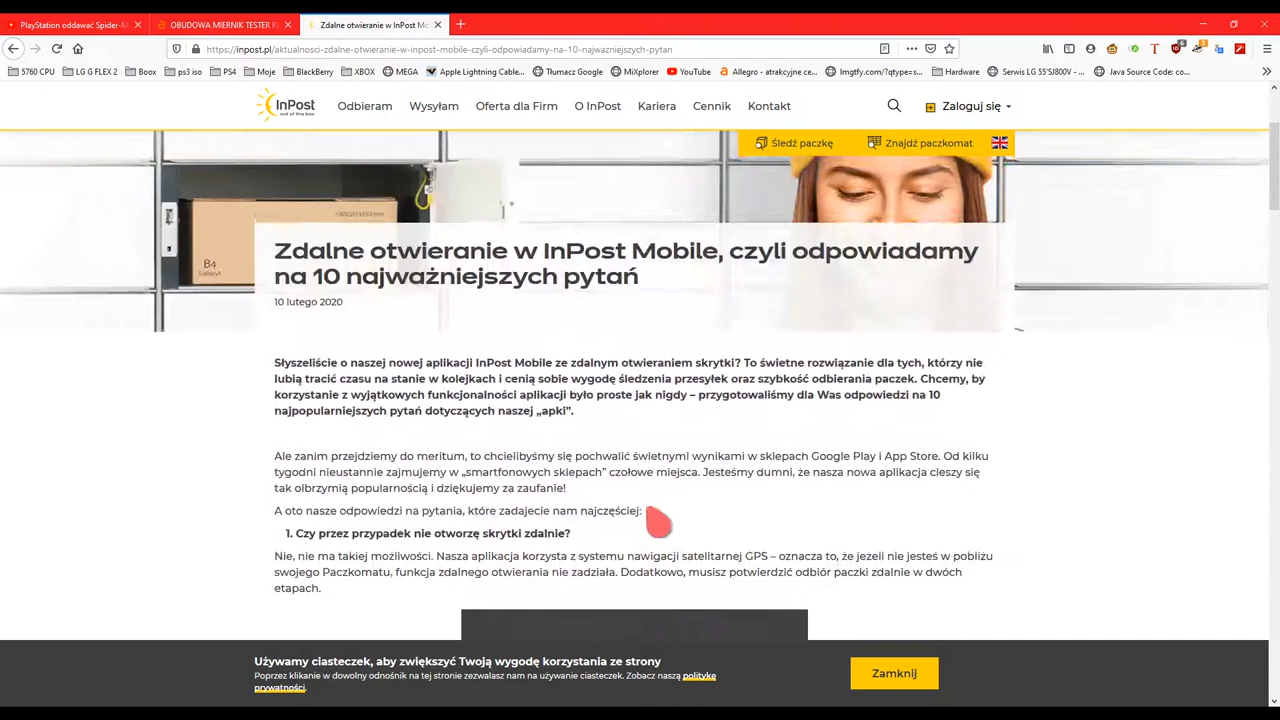 PlayStation oddawać Spider-M
OBUDOWA MIERNIK TESTER R
Zdalne otwieranie w InPost Mo
https://inpost.pl/aktualnosci-zdalne-otwieranie-w-inpost-mobile-czyli-odpowiadamy-na-10-najwazniejszych-pytan
5760 CPU
LG G FLEX 2
Boox
ps3 iso
PS4
Moje
BlackBerry
XBOX
MEGA
Apple Lightning Cable...
Tłumacz Google
MiXplorer
YouTube
Allegro - atrakcyjne ce...
Imgtfy.com/?qtype=s...
Hardware
Serwis LG 55'SJ800V -...
Java Source Code: co...
InPost
out of the box
Odbieram
Wysyłam
Oferta dla Firm
O InPost
Kariera
Cennik
Kontakt
Zaloguj się
Śledź paczkę
Znajdź paczkomat
B4
Zdalne otwieranie w InPost Mobile, czyli odpowiadamy
na 10 najważniejszych pytań
10 lutego 2020
Słyszeliście o naszej nowej aplikacji InPost Mobile ze zdalnym otwieraniem skrytki? To świetne rozwiązanie dla tych, którzy nie
lubią tracić czasu na stanie w kolejkach i cenią sobie wygodę śledzenia przesyłek oraz szybkość odbierania paczek. Chcemy, by
korzystanie z wyjątkowych funkcjonalności aplikacji było proste jak nigdy – przygotowaliśmy dla Was odpowiedzi na 10
najpopularniejszych pytań dotyczących naszej „apki”.
Ale zanim przejdziemy do meritum, to chcielibyśmy się pochwalić świetnymi wynikami w sklepach Google Play i App Store. Od kilku
tygodni nieustannie zajmujemy w „smartfonowych sklepach” czołowe miejsca. Jesteśmy dumni, że nasza nowa aplikacja cieszy się
tak olbrzymią popularnością i dziękujemy za zaufanie!
A oto nasze odpowiedzi na pytania, które zadajecie nam najczęściej:
1. Czy przez przypadek nie otworzę skrytki zdalnie?
Nie, nie ma takiej możliwości. Nasza aplikacja korzysta z systemu nawigacji satelitarnej GPS – oznacza to, że jeżeli nie jesteś w pobliżu
swojego Paczkomatu, funkcja zdalnego otwierania nie zadziała. Dodatkowo, musisz potwierdzić odbiór paczki zdalnie w dwóch
etapach.
Używamy ciasteczek, aby zwiększyć Twoją wygodę korzystania ze strony
Poprzez klikanie w dowolny odnośnik na tej stronie zezwalasz nam na używanie ciasteczek. Zobacz naszą politykę
prywatności.
Zamknij